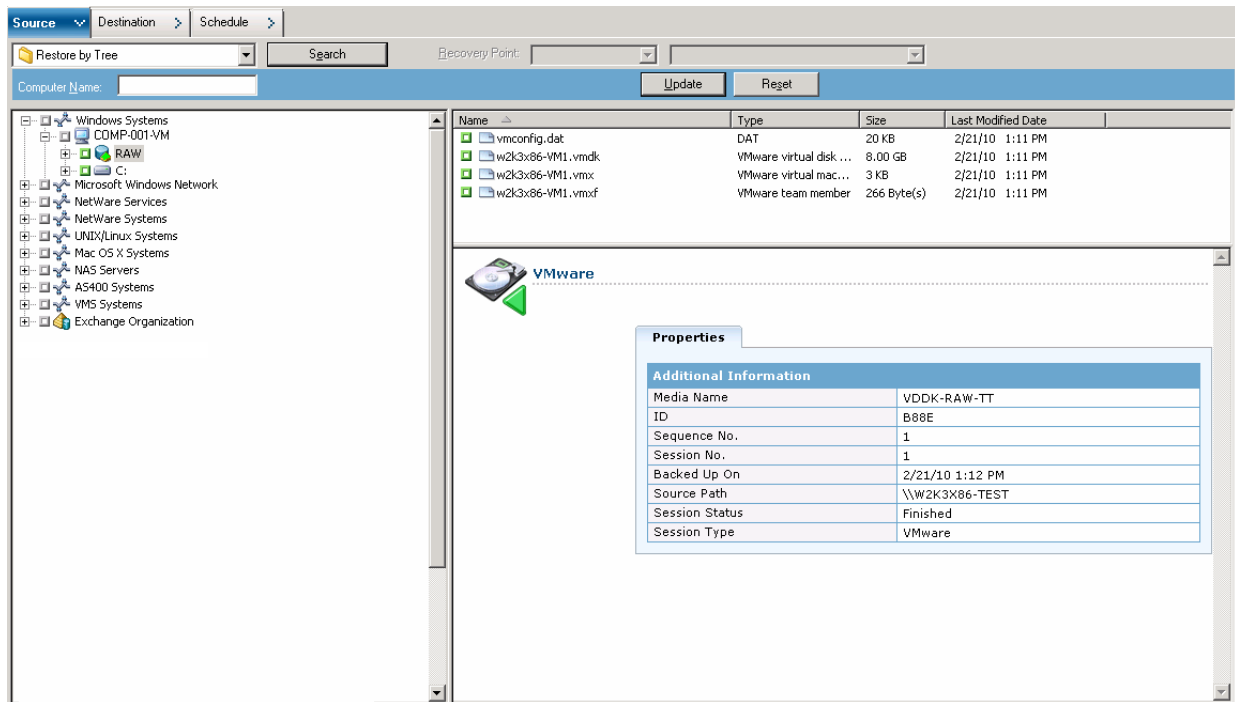 Source Destination Schedule
Restore by Tree Search Recovery Point:
Computer Name: Update Reset
Windows Systems
COMP-001-VM
RAW
C:
Microsoft Windows Network
NetWare Services
NetWare Systems
UNIX/Linux Systems
Mac OS X Systems
NAS Servers
AS400 Systems
VMS Systems
Exchange Organization
Name Type Size Last Modified Date
vmconfig.dat DAT 20 KB 2/21/10 1:11 PM
w2k3x86-VM1.vmdk VMware virtual disk ... 8.00 GB 2/21/10 1:11 PM
w2k3x86-VM1.vmx VMware virtual mac... 3 KB 2/21/10 1:11 PM
w2k3x86-VM1.vmxf VMware team member 266 Byte(s) 2/21/10 1:11 PM
VMware
Properties
Additional Information
Media Name VDDK-RAW-TT
ID B88E
Sequence No. 1
Session No. 1
Backed Up On 2/21/10 1:12 PM
Source Path \\W2K3X86-TEST
Session Status Finished
Session Type VMware